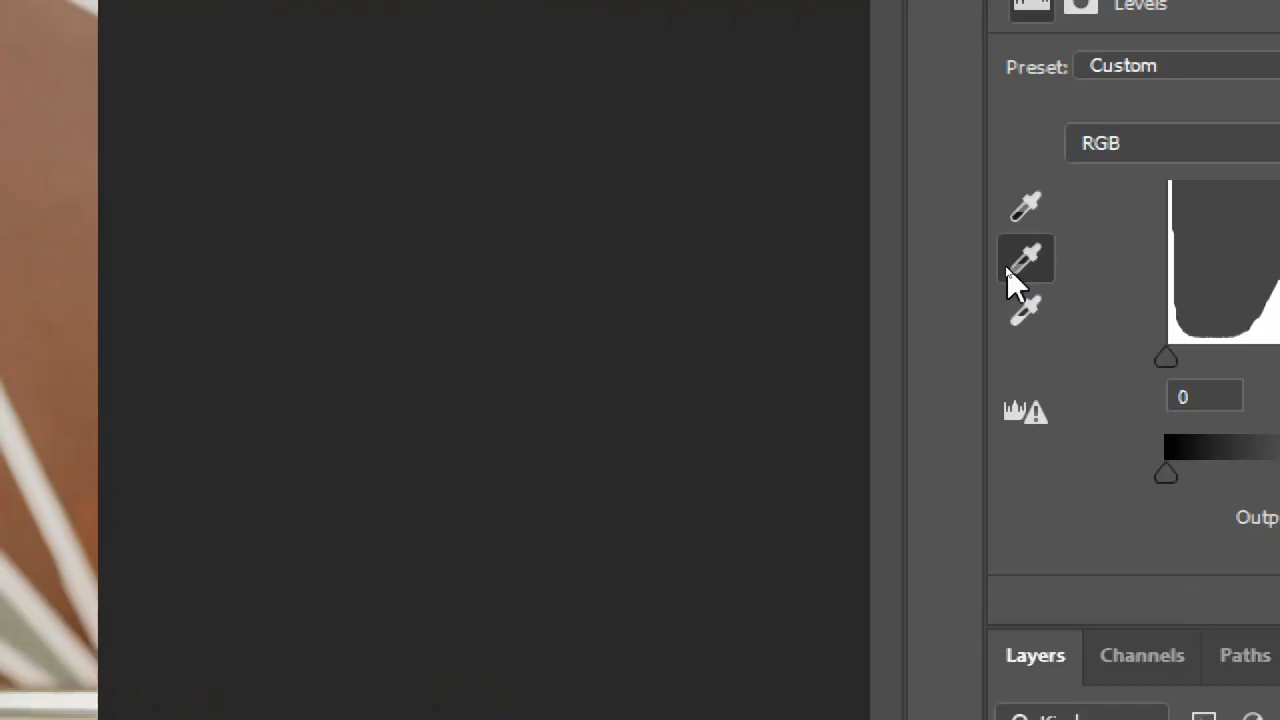 Levels
Preset: Custom
RGB
0
Outp
Layers Channels Paths